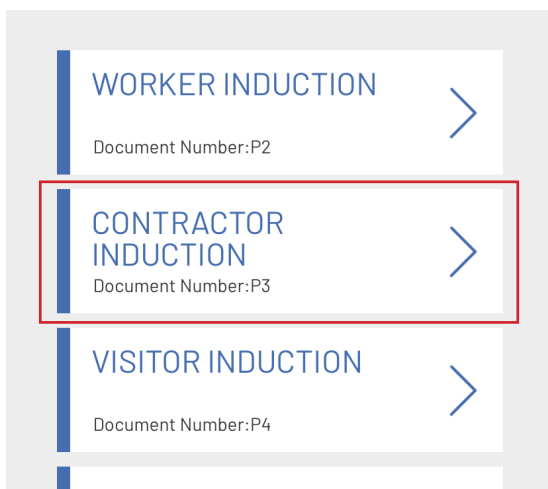 WORKER INDUCTION
Document Number:P2
CONTRACTOR
INDUCTION
Document Number:P3
VISITOR INDUCTION
Document Number:P4